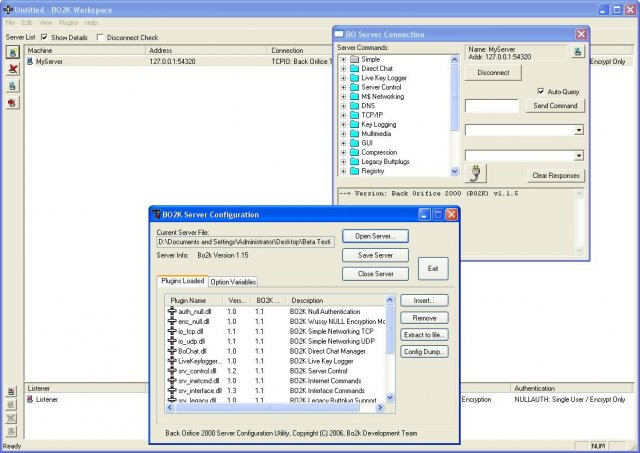 Untitled - BO2K Workspace
File Edit View Plugins Help
Server List Show Details Disconnect Check
Machine Address Connection
MyServer 127.0.0.1:54320 TCPIO: Back Orifice T
Encrypt Only
BO Server Connection
Server Commands:
Simple
Direct Chat
Live Key Logger
Server Control
M$ Networking
DNS
TCP/IP
Key Logging
Multimedia
GUI
Compression
Legacy Buttplugs
Registry
Name: MyServer
Addr: 127.0.0.1:54320
Disconnect
Auto-Query
Send Command
Clear Responses
--> Version: Back Orifice 2000 (BO2K) v1.1.5
BO2K Server Configuration
Current Server File:
D:\Documents and Settings\Administrator\Desktop\Beta Testi
Server Info: Bo2k Version 1.15
Open Server...
Save Server
Close Server
Exit
Plugins Loaded Option Variables
Plugin Name Vers... BO2K ... Description
auth_null.dll 1.0 1.1 BO2K Null Authentication
enc_null.dll 1.0 1.1 BO2K Wussy NULL Encryption Mo
io_tcp.dll 1.0 1.1 BO2K Simple Networking TCP
io_udp.dll 1.0 1.1 BO2K Simple Networking UDP
BoChat.dll 1.0 1.1 BO2K Direct Chat Manager
LiveKeylogger... 1.0 1.1 BO2K Live Key Logger
srv_control.dll 1.2 1.1 BO2K Server Control
srv_inetcmd.dll 1.0 1.1 BO2K Internet Commands
srv_interface.dll 1.3 1.1 BO2K Interface Commands
srv_legacy.dll 1.0 1.1 BO2K Legacy Buttplug Support
Insert...
Remove
Extract to file...
Config Dump...
Back Orifice 2000 Server Configuration Utility, Copyright (C) 2006, Bo2k Development Team
Listener Authentication
Listener Encryption NULLAUTH: Single User / Encrypt Only
Ready